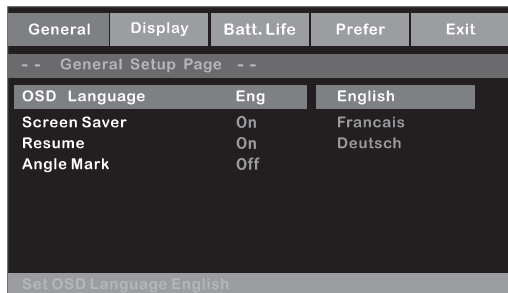 General Display Batt. Life Prefer Exit
-- General Setup Page --
OSD Language Eng English
Screen Saver On Francais
Resume On Deutsch
Angle Mark Off
Set OSD Language English